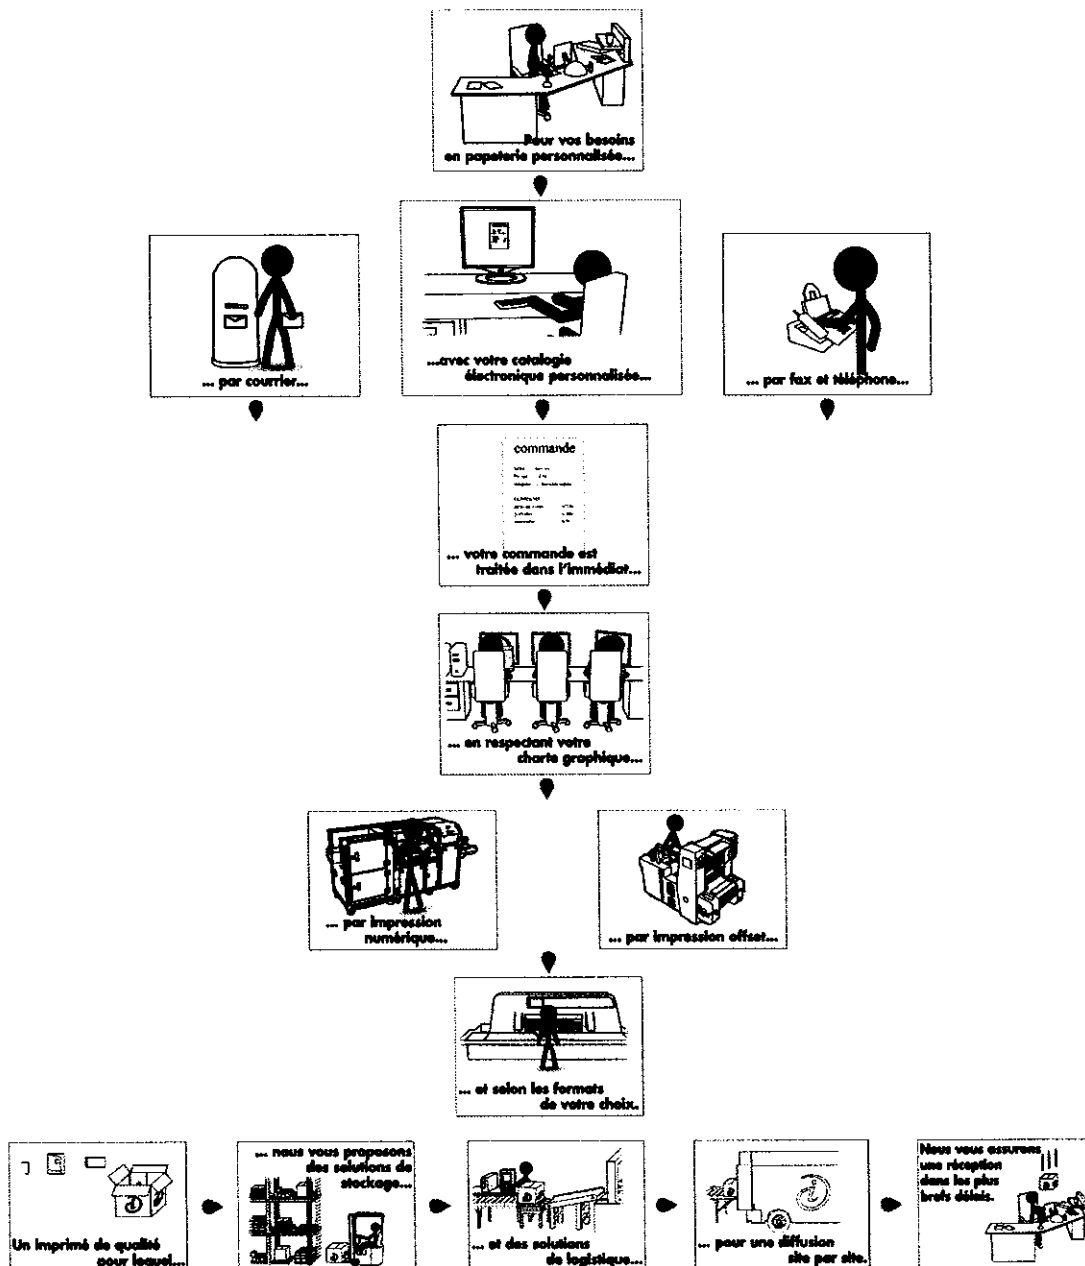 Pour vos besoins
en papeterie personnalisée...
... par courrier...
...avec votre catalogie
électronique personnalisée...
... par fax et téléphone...
commande
... votre commande est
traitée dans l'immédiat...
... en respectant votre
charte graphique...
... par impression
numérique...
... par impression offset...
... et selon les formats
de votre choix.
Un imprimé de qualité
pour lequel...
... nous vous proposons
des solutions de
stockage...
... et des solutions
de logistique...
... pour une diffusion
site par site.
Nous vous assurons
une réception
dans les plus
brefs délais.